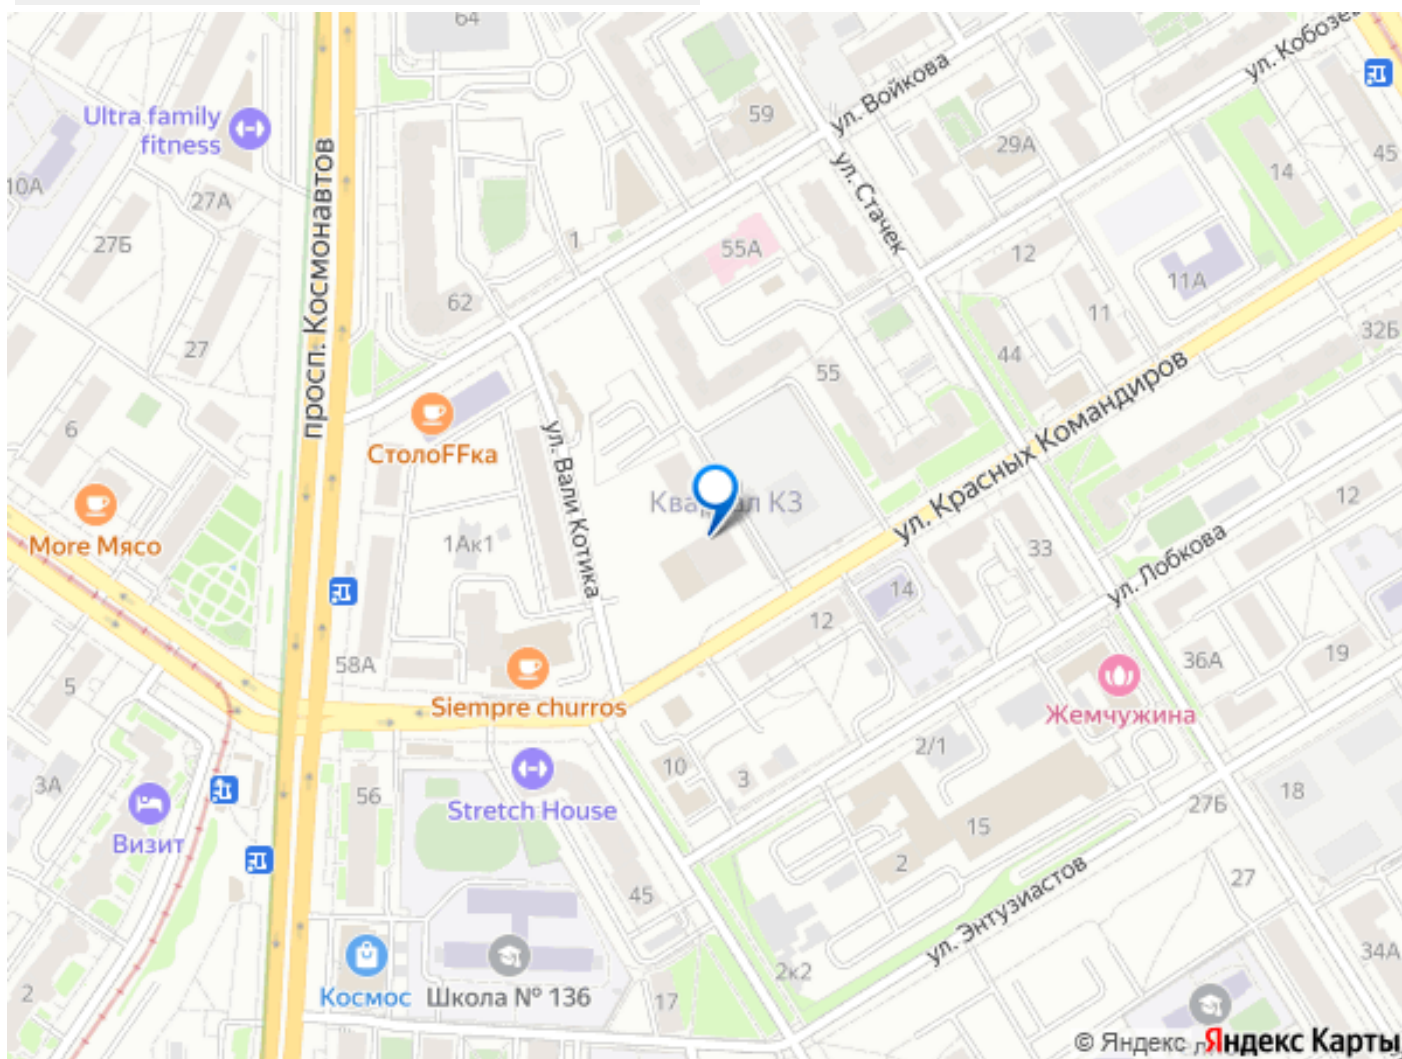 64
ул. Кобозева
Ultra family
fitness
59
ул. Войкова
29А
45
10А
27А
14
просп. Космонавтов
ул. Стачек
27Б
1
55А
12
11А
62
11
32Б
27
44
55
6
СтолоFFка
ул. Вали Котика
ул. Красных Командиров
More Мясо
Квартал КЗ
12
1Ак1
33
ул. Лобкова
14
12
58А
36А
19
5
Siempre churros
Жемчужина
2/1
3А
56
10
3
Stretch House
27Б
18
Визит
15
2
45
27
ул. Энтузиастов
2к2
34А
2
Космос
Школа № 136
17
© Яндекс
Яндекс Карты